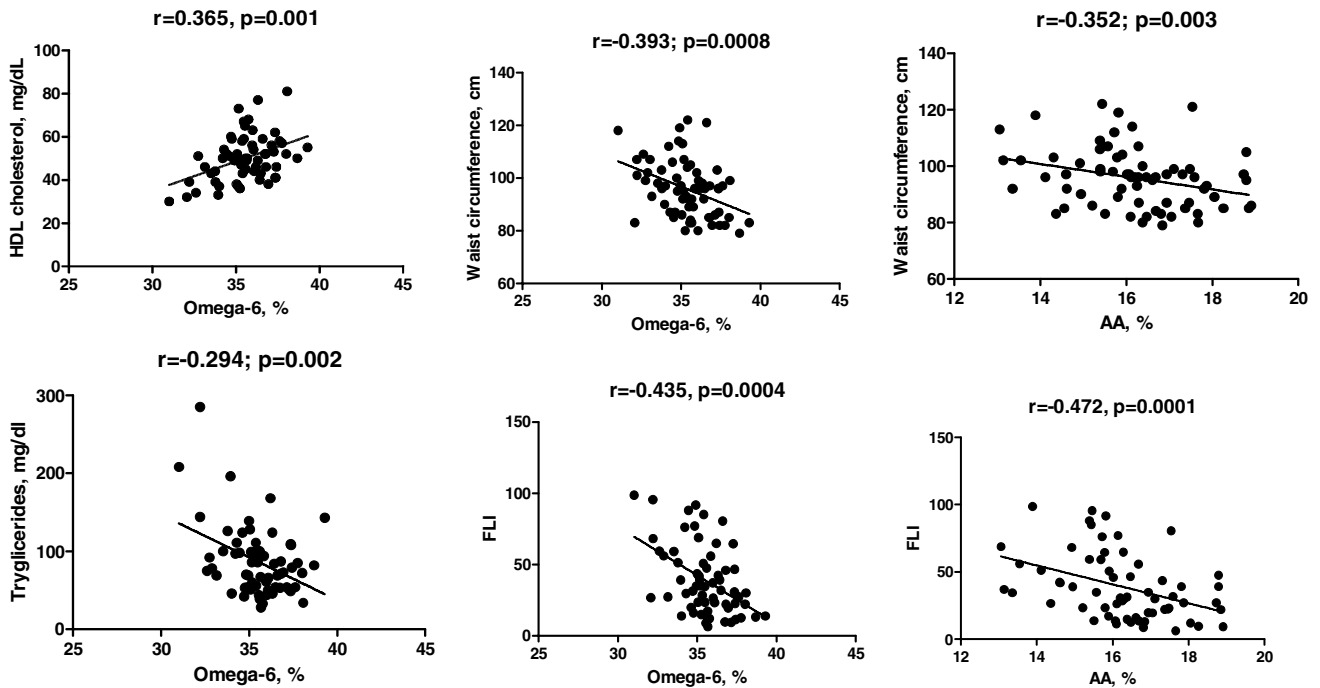 r=0.365, p=0.001
HDL cholesterol, mg/dL
100
80
60
40
20
0
25 30 35 40 45
Omega-6, %
r=-0.393; p=0.0008
Waist circumference, cm
140
120
100
80
60
25 30 35 40 45
Omega-6, %
r=-0.352; p=0.003
Waist circumference, cm
140
120
100
80
60
12 14 16 18 20
AA, %
r=-0.294; p=0.002
Tryglicerides, mg/dl
300
200
100
0
25 30 35 40 45
Omega-6, %
r=-0.435, p=0.0004
FLI
150
100
50
0
25 30 35 40 45
Omega-6, %
r=-0.472, p=0.0001
FLI
150
100
50
0
12 14 16 18 20
AA, %